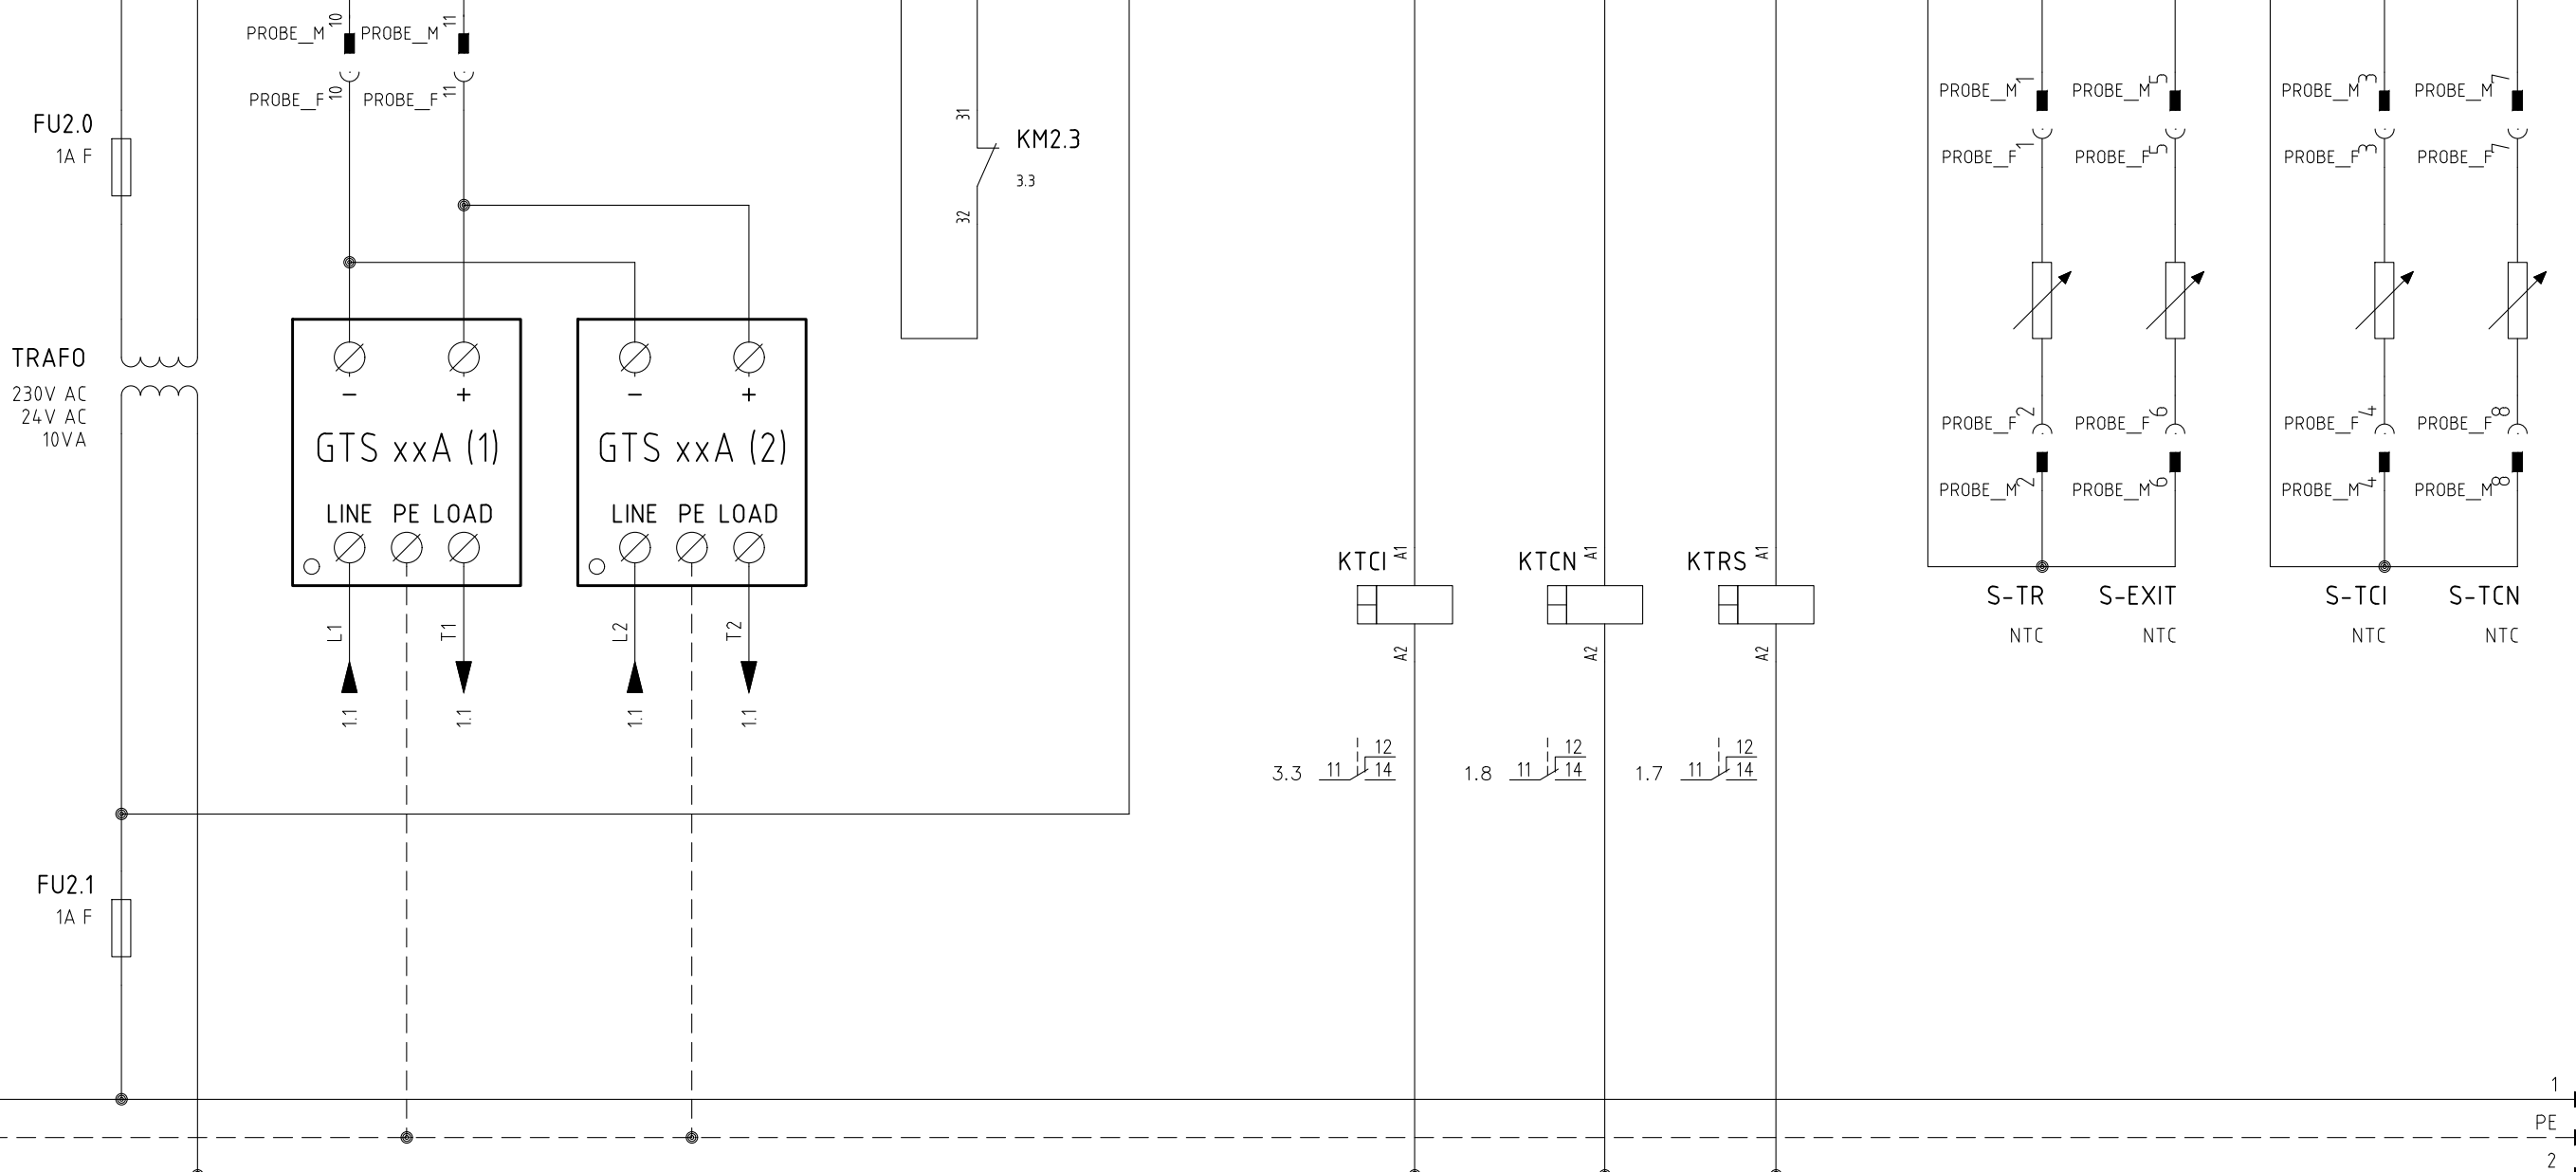 PROBE_M 10 PROBE_M 11
PROBE_F 10 PROBE_F 11
FU2.0
1A F
31
KM2.3
3.3
32
PROBE_M 1 PROBE_M 5 PROBE_M 3 PROBE_M 7
PROBE_F 1 PROBE_F 5 PROBE_F 3 PROBE_F 7
TRAFO
230V AC
24V AC
10VA
− + − +
GTS xxA (1) GTS xxA (2)
LINE PE LOAD LINE PE LOAD
PROBE_F 2 PROBE_F 6 PROBE_F 4 PROBE_F 8
PROBE_M 2 PROBE_M 6 PROBE_M 4 PROBE_M 8
KTCI A1 KTCN A1 KTRS A1
S-TR S-EXIT S-TCI S-TCN
NTC NTC NTC NTC
L1 T1 L2 T2
A2 A2 A2
1.1 1.1 1.1 1.1
12 12 12
3.3 11 14 1.8 11 14 1.7 11 14
FU2.1
1A F
1
PE
2